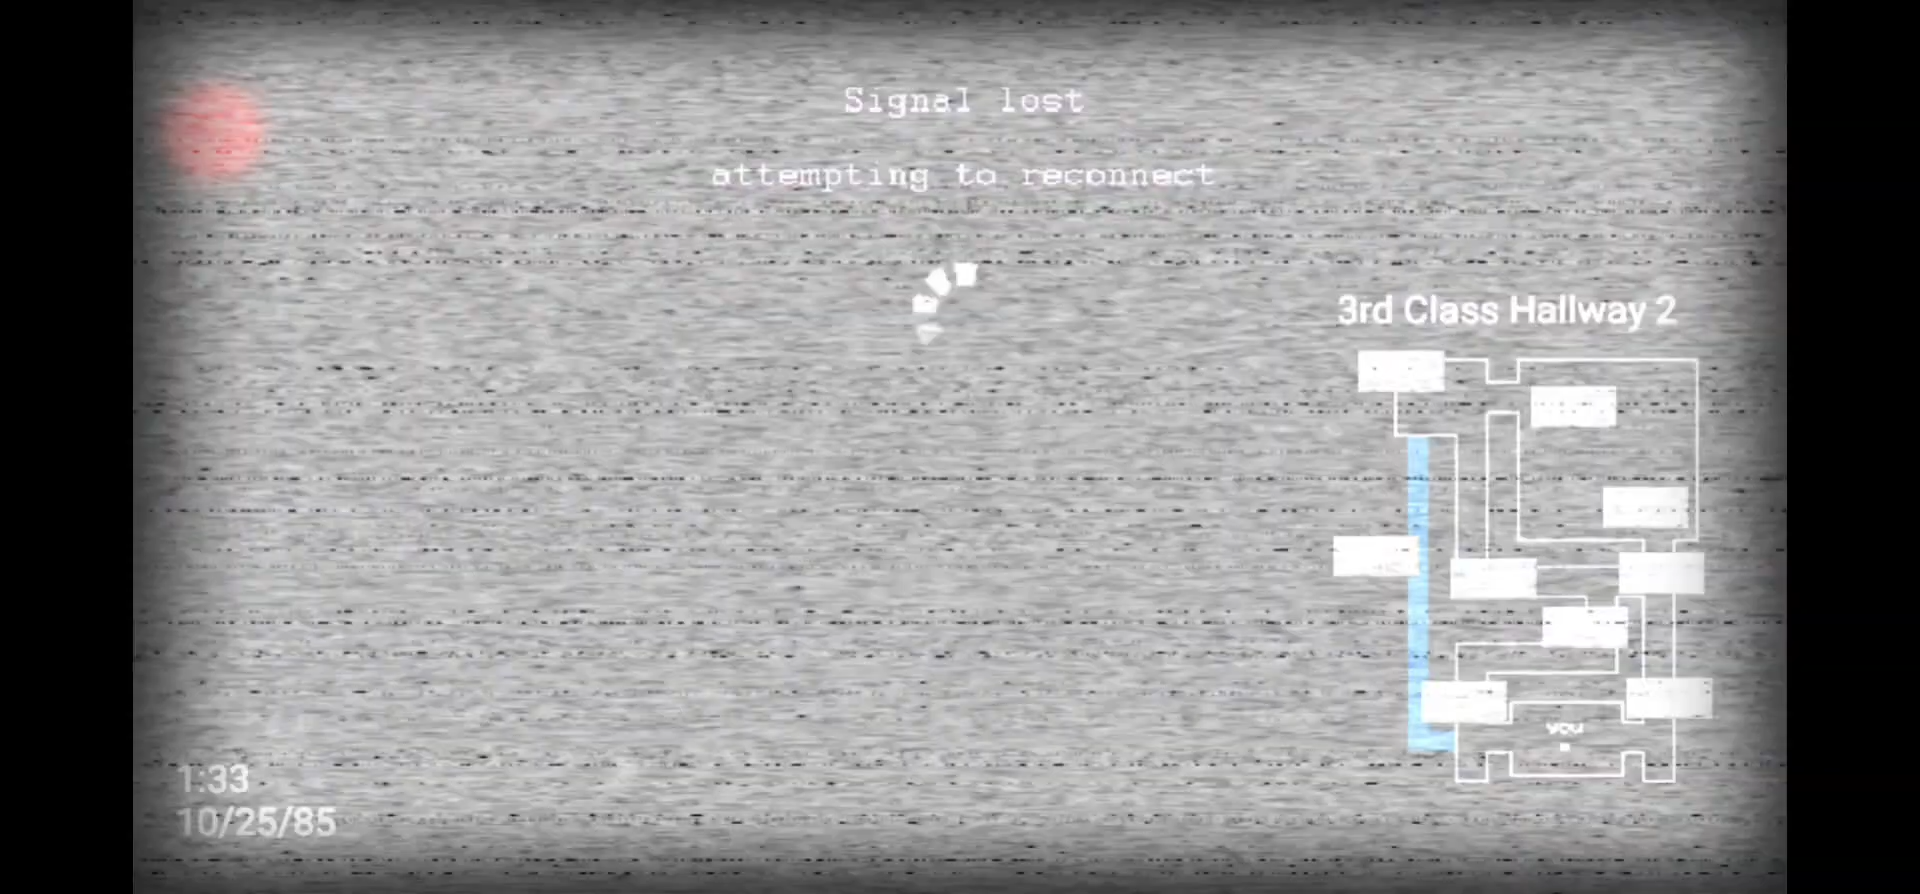 Signal lost
attempting to reconnect
3rd Class Hallway 2
you
1:33
10/25/85